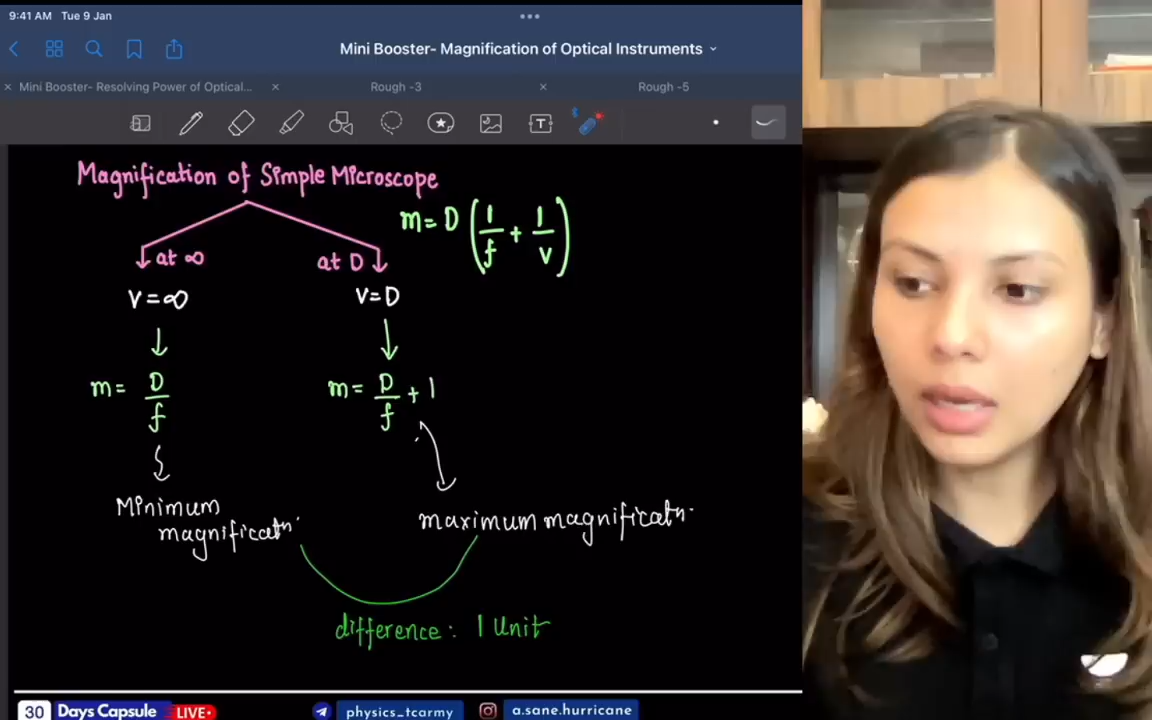 9:41 AM Tue 9 Jan
Mini Booster- Magnification of Optical Instruments
Mini Booster- Resolving Power of Optical...
Rough -3
Rough -5
Magnification of Simple Microscope
m= D (1/f + 1/v)
at ∞
at D
v=∞
v=D
m= D/f
m= D/f + 1
Minimum
magnificatn.
maximum magnificatn.
difference: 1 Unit
30 Days Capsule LIVE
physics_tcarmy
a.sane.hurricane